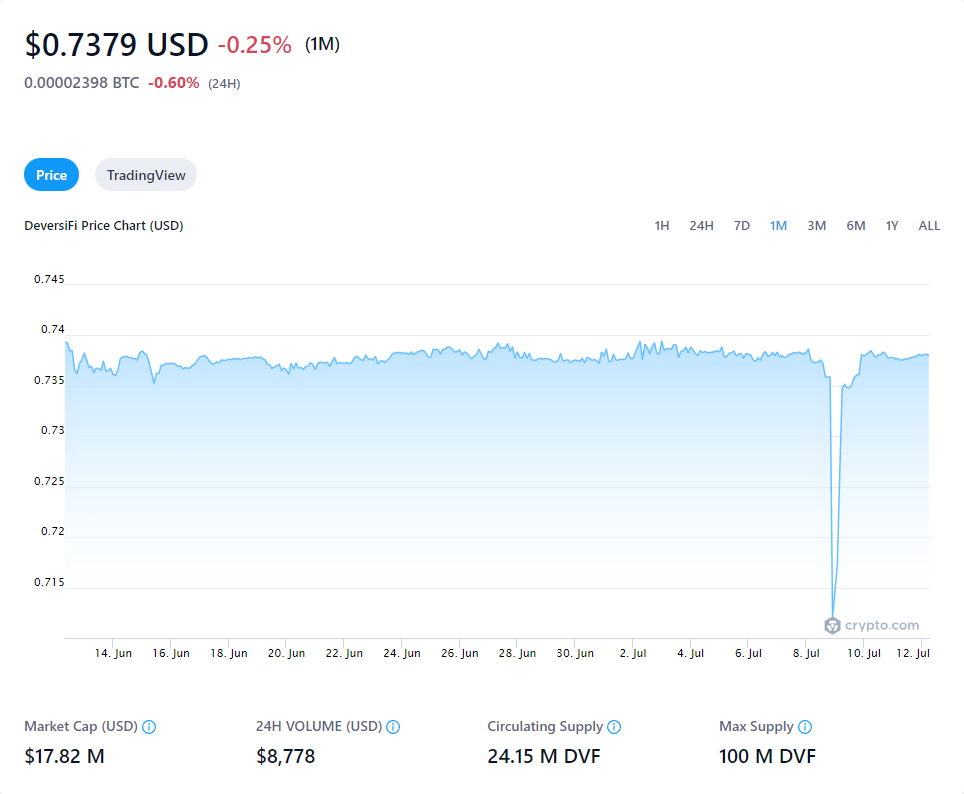 $0.7379 USD -0.25% (1M)
0.00002398 BTC -0.60% (24H)
Price TradingView
DeversiFi Price Chart (USD) 1H 24H 7D 1M 3M 6M 1Y ALL
0.745
0.74
0.735
0.73
0.725
0.72
0.715
crypto.com
14. Jun 16. Jun 18. Jun 20. Jun 22. Jun 24. Jun 26. Jun 28. Jun 30. Jun 2. Jul 4. Jul 6. Jul 8. Jul 10. Jul 12. Jul
Market Cap (USD) 24H VOLUME (USD) Circulating Supply Max Supply
$17.82 M $8,778 24.15 M DVF 100 M DVF